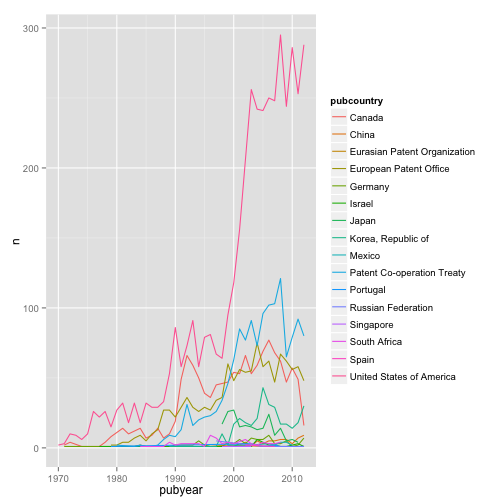 300
200
100
0
n
1970
1980
1990
2000
2010
pubyear
pubcountry
Canada
China
Eurasian Patent Organization
European Patent Office
Germany
Israel
Japan
Korea, Republic of
Mexico
Patent Co-operation Treaty
Portugal
Russian Federation
Singapore
South Africa
Spain
United States of America